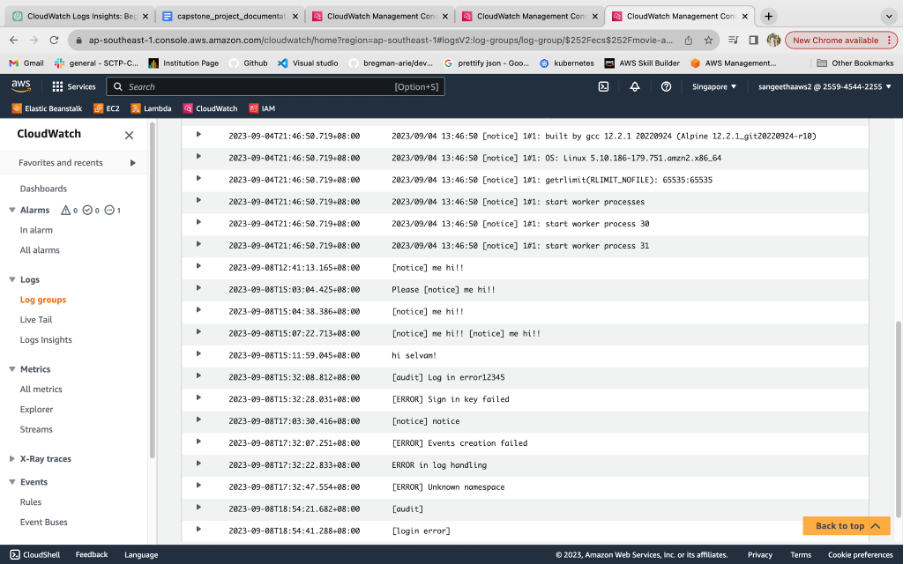 CloudWatch Logs Insights: Beg
capstone_project_documentat
CloudWatch Management Con
CloudWatch Management Con
CloudWatch Management Con
ap-southeast-1.console.aws.amazon.com/cloudwatch/home?region=ap-southeast-1#logsV2:log-groups/log-group/$252Fecs$252Fmovie-a...
New Chrome available
Gmail
general - SCTP-C...
Institution Page
Github
Visual studio
bregman-arie/dev...
prettify json - Goo...
kubernetes
AWS Skill Builder
AWS Management...
Other Bookmarks
aws
Services
Search
[Option+S]
Singapore
sangeethaaws2 @ 2559-4544-2255
Elastic Beanstalk
EC2
Lambda
CloudWatch
IAM
CloudWatch
Favorites and recents
Dashboards
Alarms 0 0 1
In alarm
All alarms
Logs
Log groups
Live Tail
Logs Insights
Metrics
All metrics
Explorer
Streams
X-Ray traces
Events
Rules
Event Buses
2023-09-04T21:46:50.719+08:00 2023/09/04 13:46:50 [notice] 1#1: built by gcc 12.2.1 20220924 (Alpine 12.2.1_git20220924-r10)
2023-09-04T21:46:50.719+08:00 2023/09/04 13:46:50 [notice] 1#1: OS: Linux 5.10.186-179.751.amzn2.x86_64
2023-09-04T21:46:50.719+08:00 2023/09/04 13:46:50 [notice] 1#1: getrlimit(RLIMIT_NOFILE): 65535:65535
2023-09-04T21:46:50.719+08:00 2023/09/04 13:46:50 [notice] 1#1: start worker processes
2023-09-04T21:46:50.719+08:00 2023/09/04 13:46:50 [notice] 1#1: start worker process 30
2023-09-04T21:46:50.719+08:00 2023/09/04 13:46:50 [notice] 1#1: start worker process 31
2023-09-08T12:41:13.165+08:00 [notice] me hi!!
2023-09-08T15:03:04.425+08:00 Please [notice] me hi!!
2023-09-08T15:04:38.386+08:00 [notice] me hi!!
2023-09-08T15:07:22.713+08:00 [notice] me hi!! [notice] me hi!!
2023-09-08T15:11:59.045+08:00 hi selvam!
2023-09-08T15:32:08.812+08:00 [audit] Log in error12345
2023-09-08T15:32:28.031+08:00 [ERROR] Sign in key failed
2023-09-08T17:03:30.416+08:00 [notice] notice
2023-09-08T17:32:07.251+08:00 [ERROR] Events creation failed
2023-09-08T17:32:22.833+08:00 ERROR in log handling
2023-09-08T17:32:47.554+08:00 [ERROR] Unknown namespace
2023-09-08T18:54:21.682+08:00 [audit]
2023-09-08T18:54:41.288+08:00 [login error]
Back to top
CloudShell
Feedback
Language
© 2023, Amazon Web Services, Inc. or its affiliates.
Privacy
Terms
Cookie preferences